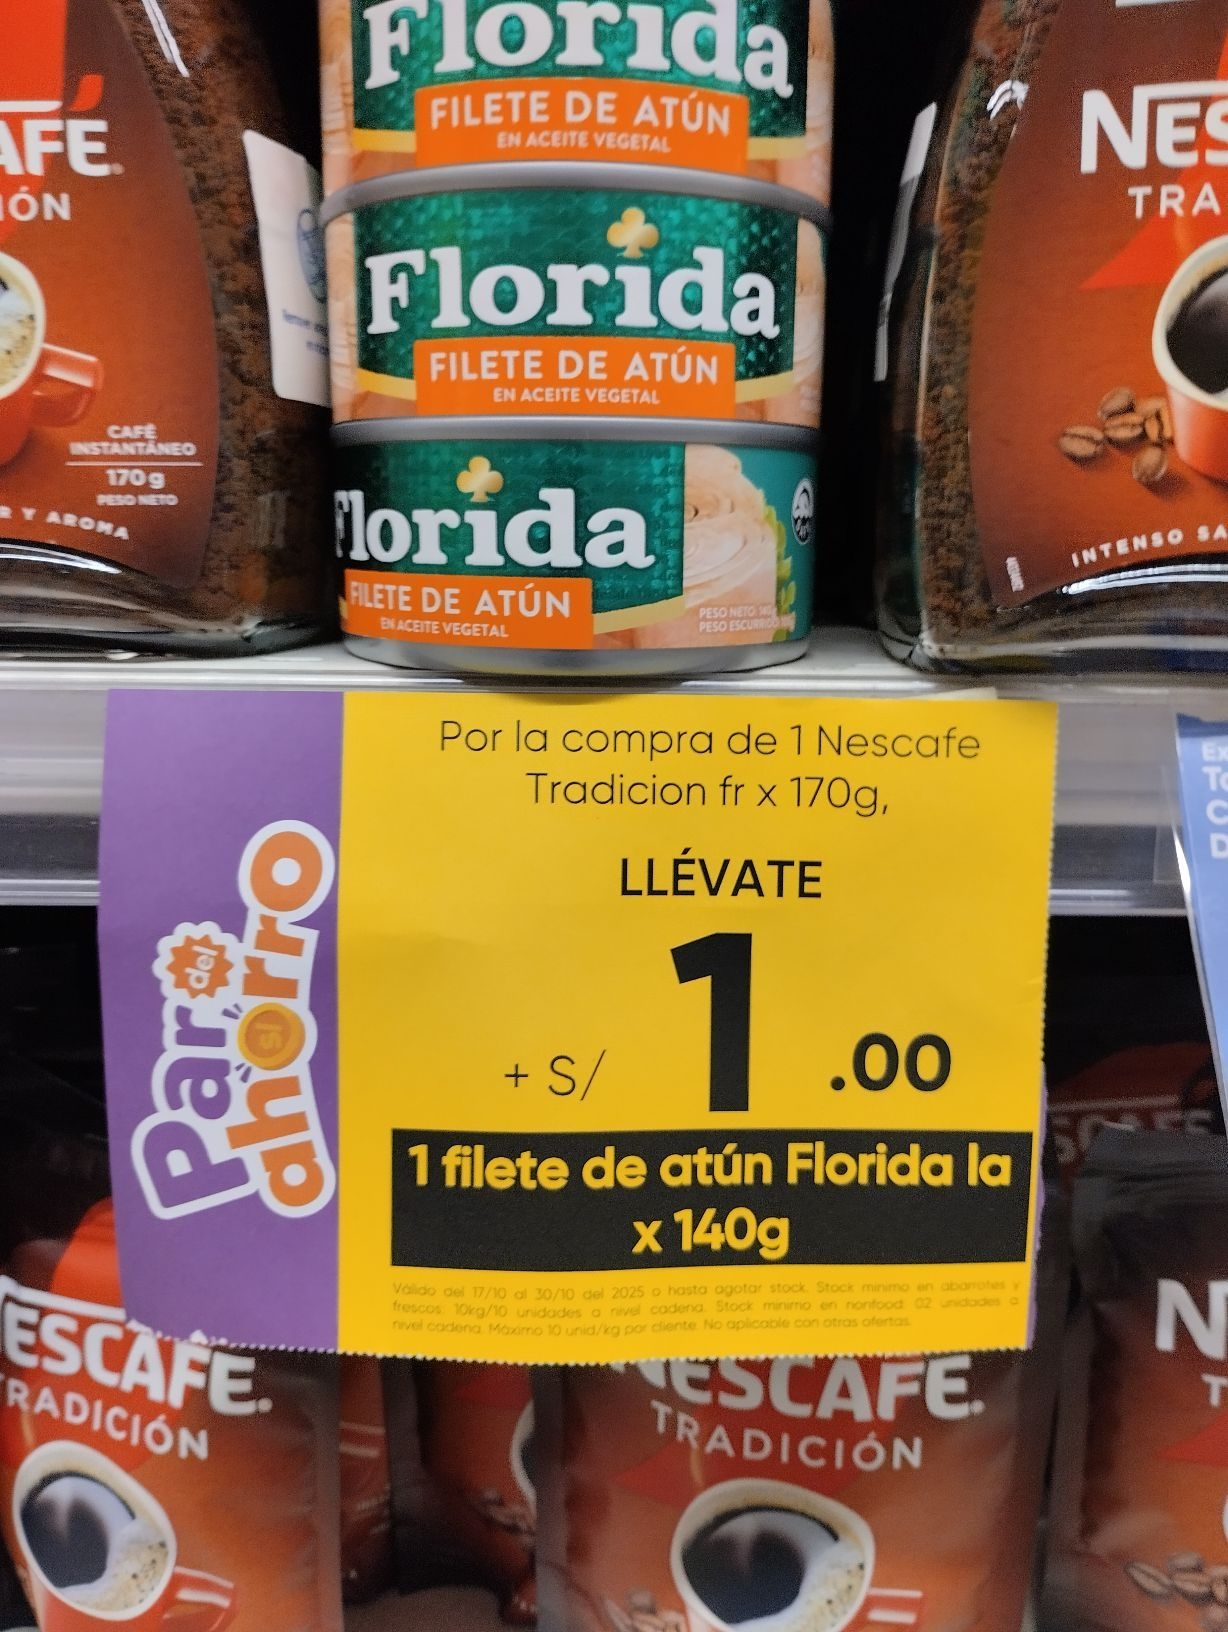 Florida
FILETE DE ATÚN
EN ACEITE VEGETAL
AFÉ
IÓN
CAFÉ
INSTANTÁNEO
170g
PESO NETO
R Y AROMA
Florida
FILETE DE ATÚN
EN ACEITE VEGETAL
Florida
FILETE DE ATÚN
EN ACEITE VEGETAL
PESO NETO: 140g
PESO ESCURRIDO
NES
TRA
INTENSO SA
Par del ahorro
S/
Por la compra de 1 Nescafe
Tradicion fr x 170g,
LLÉVATE
+ S/ 1.00
1 filete de atún Florida la
x 140g
Válido del 17/10 al 30/10 del 2025 o hasta agotar stock. Stock minimo en abarrotes y
frescos: 10kg/10 unidades a nivel cadena. Stock minimo en nonfood: 02 unidades a
nivel cadena. Máximo 10 unid/kg por cliente. No aplicable con otras ofertas.
ESCAFÉ
TRADICIÓN
NESCAFÉ
TRADICIÓN
N
T